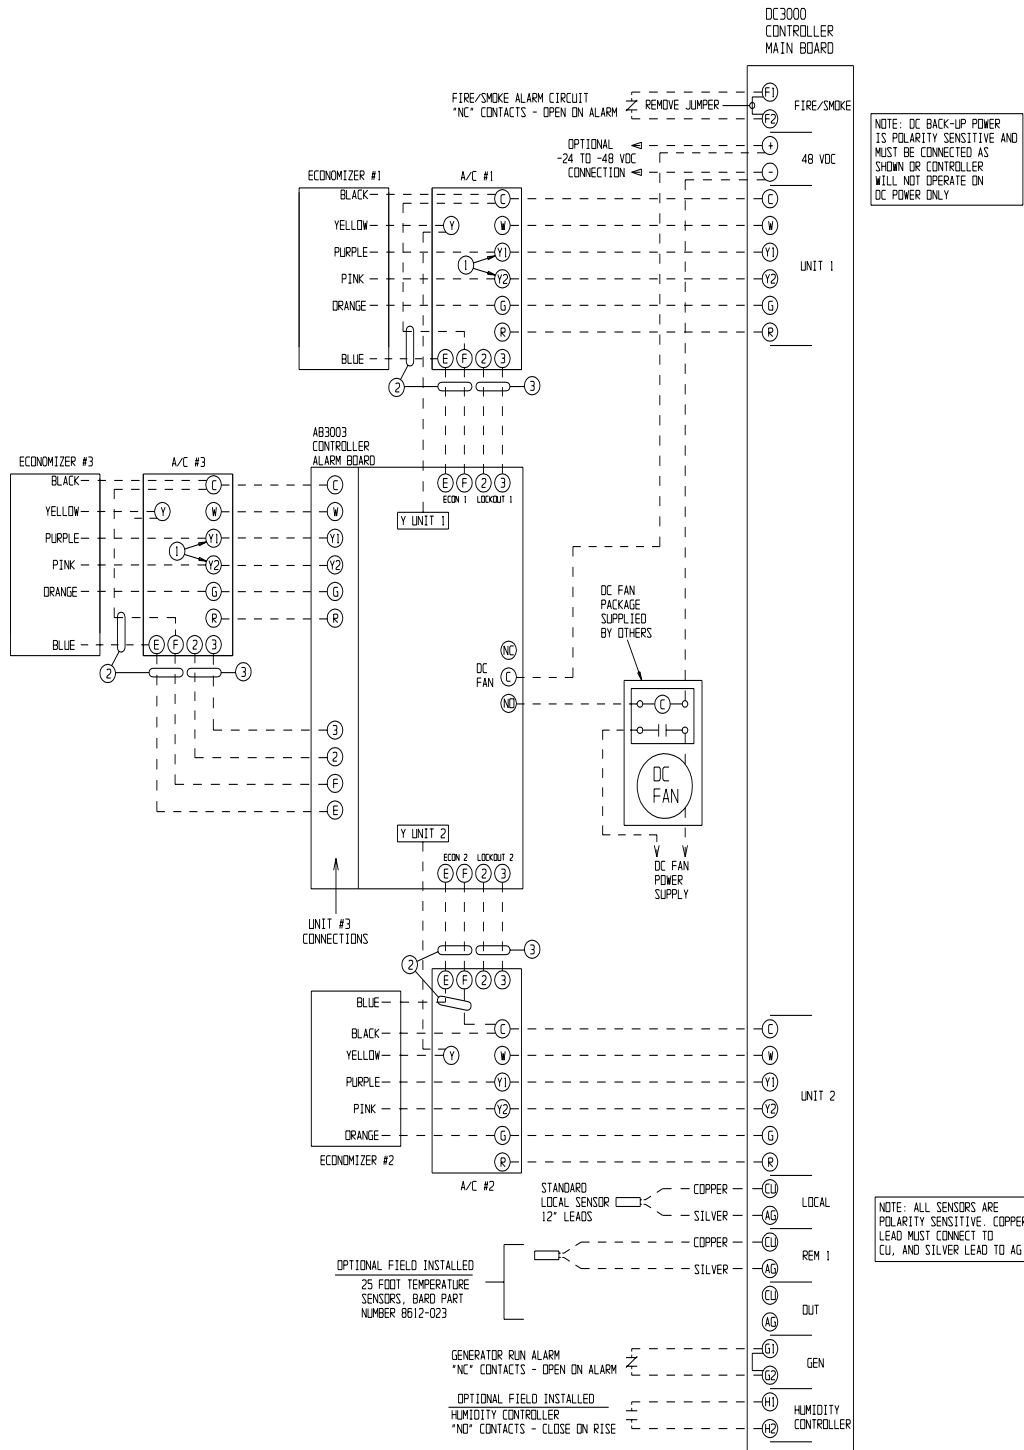 DC3000
CONTROLLER
MAIN BOARD
FIRE/SMOKE ALARM CIRCUIT
"NC" CONTACTS - OPEN ON ALARM
REMOVE JUMPER
F1
F2
FIRE/SMOKE
OPTIONAL
-24 TO -48 VDC
CONNECTION
+
-
48 VDC
NOTE: DC BACK-UP POWER
IS POLARITY SENSITIVE AND
MUST BE CONNECTED AS
SHOWN OR CONTROLLER
WILL NOT OPERATE ON
DC POWER ONLY
ECONOMIZER #1
A/C #1
BLACK
YELLOW
PURPLE
PINK
ORANGE
BLUE
Y
1
C
W
Y1
Y2
G
R
E F 2 3
2
3
C
W
Y1
Y2
G
R
UNIT 1
AB3003
CONTROLLER
ALARM BOARD
E F 2 3
ECON 1 LOCKOUT 1
Y UNIT 1
ECONOMIZER #3
A/C #3
BLACK
YELLOW
PURPLE
PINK
ORANGE
BLUE
Y
1
C
W
Y1
Y2
G
R
E F 2 3
2
3
C
W
Y1
Y2
G
R
3
2
F
E
DC
FAN
NC
C
NO
DC FAN
PACKAGE
SUPPLIED
BY OTHERS
C
DC
FAN
DC FAN
POWER
SUPPLY
Y UNIT 2
ECON 2 LOCKOUT 2
E F 2 3
UNIT #3
CONNECTIONS
2
3
E F 2 3
BLUE
BLACK
YELLOW
PURPLE
PINK
ORANGE
ECONOMIZER #2
Y
C
W
Y1
Y2
G
R
A/C #2
C
W
Y1
Y2
G
R
UNIT 2
STANDARD
LOCAL SENSOR
12" LEADS
COPPER
SILVER
CU
AG
LOCAL
NOTE: ALL SENSORS ARE
POLARITY SENSITIVE. COPPER
LEAD MUST CONNECT TO
CU, AND SILVER LEAD TO AG
COPPER
SILVER
CU
AG
REM 1
OPTIONAL FIELD INSTALLED
25 FOOT TEMPERATURE
SENSORS, BARD PART
NUMBER 8612-023
CU
AG
OUT
GENERATOR RUN ALARM
"NC" CONTACTS - OPEN ON ALARM
G1
G2
GEN
OPTIONAL FIELD INSTALLED
HUMIDITY CONTROLLER
"NO" CONTACTS - CLOSE ON RISE
H1
H2
HUMIDITY
CONTROLLER